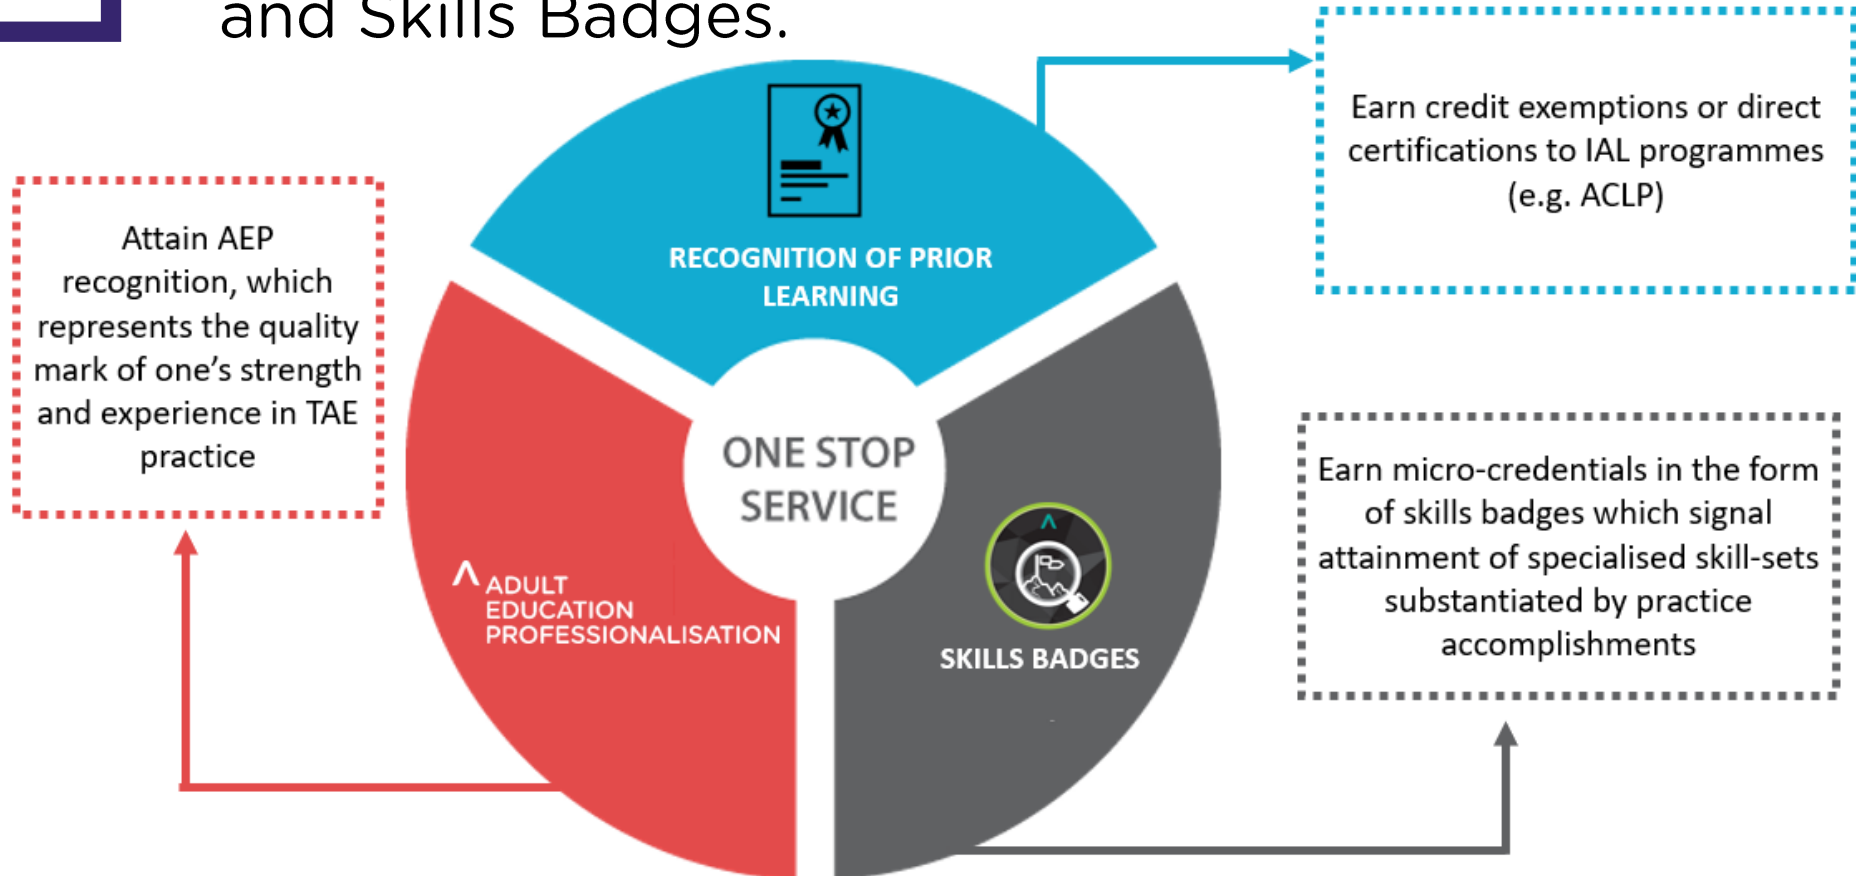 and Skills Badges.
RECOGNITION OF PRIOR
LEARNING
Earn credit exemptions or direct
certifications to IAL programmes
(e.g. ACLP)
Attain AEP
recognition, which
represents the quality
mark of one’s strength
and experience in TAE
practice
ONE STOP
SERVICE
ADULT
EDUCATION
PROFESSIONALISATION
SKILLS BADGES
Earn micro-credentials in the form
of skills badges which signal
attainment of specialised skill-sets
substantiated by practice
accomplishments